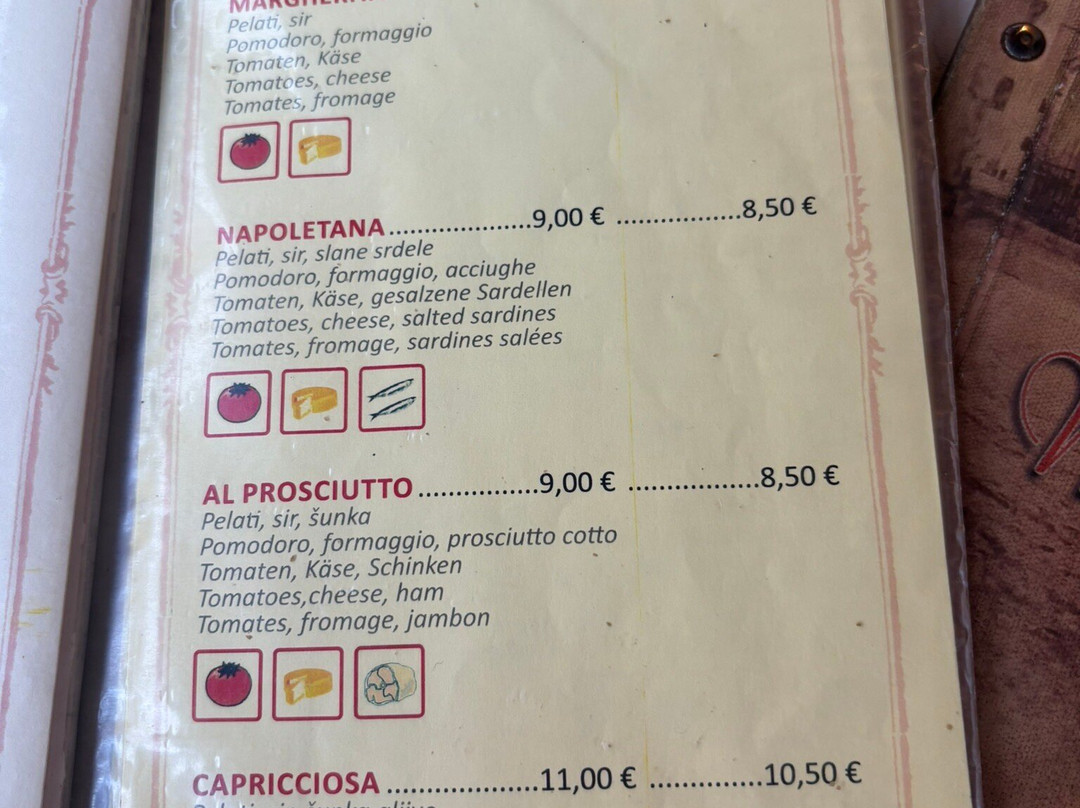 Pelati, sir
Pomodoro, formaggio
Tomaten, Käse
Tomatoes, cheese
Tomates, fromage
NAPOLETANA...................9,00 € .................8,50 €
Pelati, sir, slane srdele
Pomodoro, formaggio, acciughe
Tomaten, Käse, gesalzene Sardellen
Tomatoes, cheese, salted sardines
Tomates, fromage, sardines salées
AL PROSCIUTTO................9,00 € .................8,50 €
Pelati, sir, šunka
Pomodoro, formaggio, prosciutto cotto
Tomaten, Käse, Schinken
Tomatoes,cheese, ham
Tomates, fromage, jambon
CAPRICCIOSA ....................11,00 € ...............10,50 €